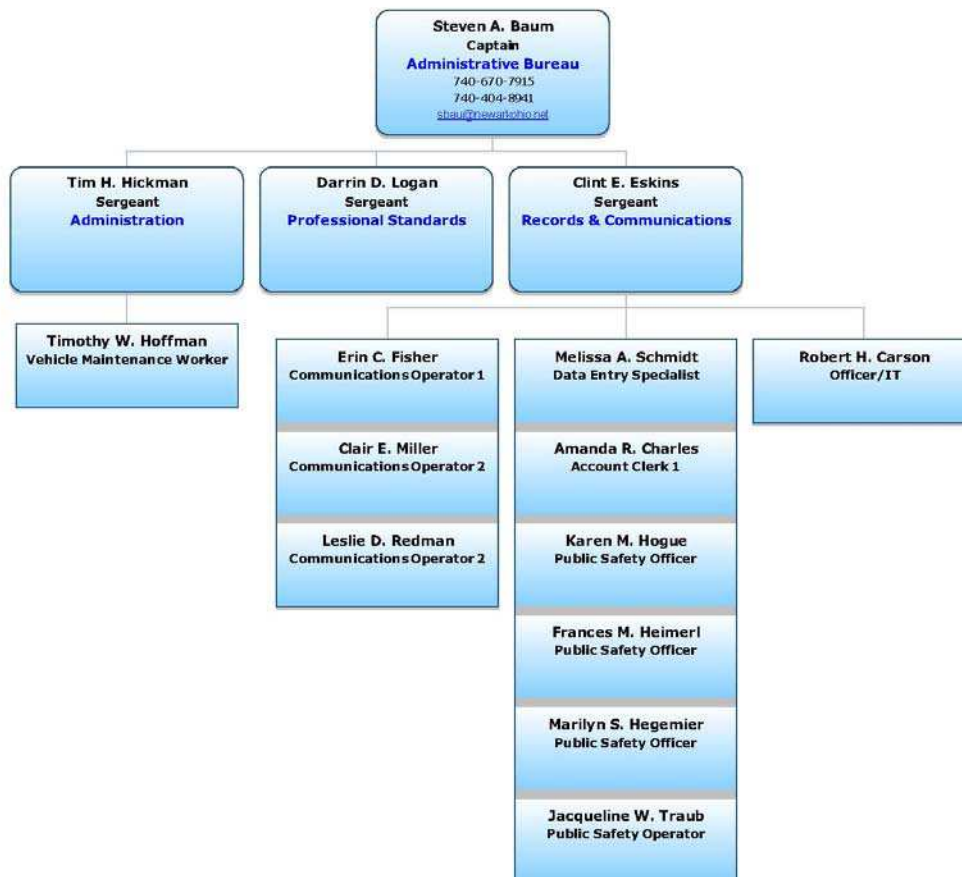 Steven A. Baum
Captain
Administrative Bureau
740-670-7915
740-404-8941
sbau@newarkohio.net
Tim H. Hickman
Sergeant
Administration
Darrin D. Logan
Sergeant
Professional Standards
Clint E. Eskins
Sergeant
Records & Communications
Timothy W. Hoffman
Vehicle Maintenance Worker
Erin C. Fisher
Communications Operator 1
Clair E. Miller
Communications Operator 2
Leslie D. Redman
Communications Operator 2
Melissa A. Schmidt
Data Entry Specialist
Amanda R. Charles
Account Clerk 1
Karen M. Hogue
Public Safety Officer
Frances M. Heimerl
Public Safety Officer
Marilyn S. Hegemier
Public Safety Officer
Jacqueline W. Traub
Public Safety Operator
Robert H. Carson
Officer/IT